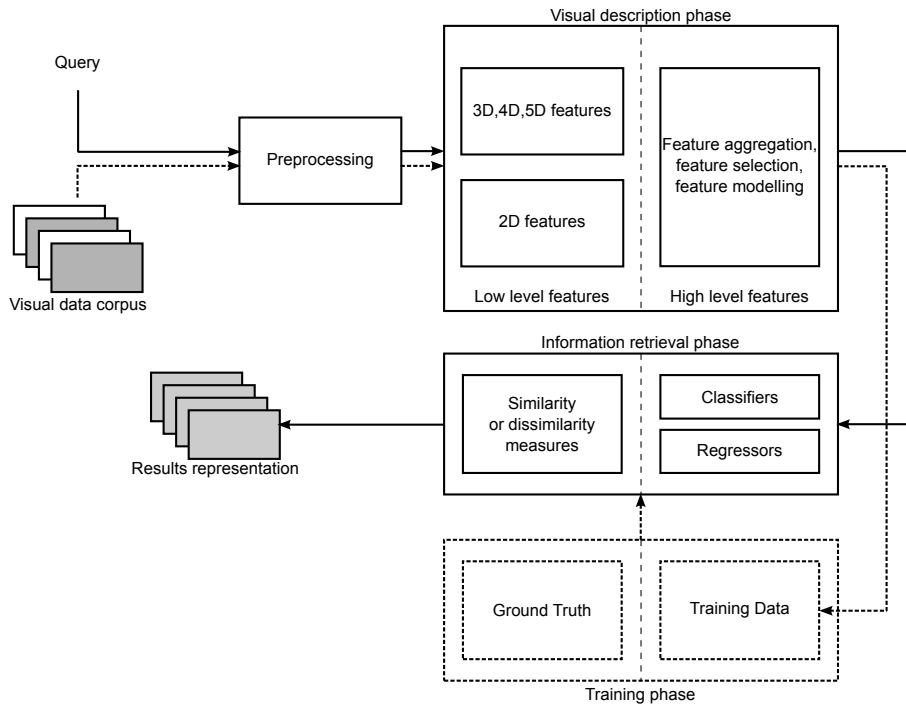 Visual description phase
Query
3D,4D,5D features
Feature aggregation,
feature selection,
feature modelling
Preprocessing
2D features
Visual data corpus
Low level features
High level features
Information retrieval phase
Similarity
or dissimilarity
measures
Classifiers
Regressors
Results representation
Ground Truth
Training Data
Training phase